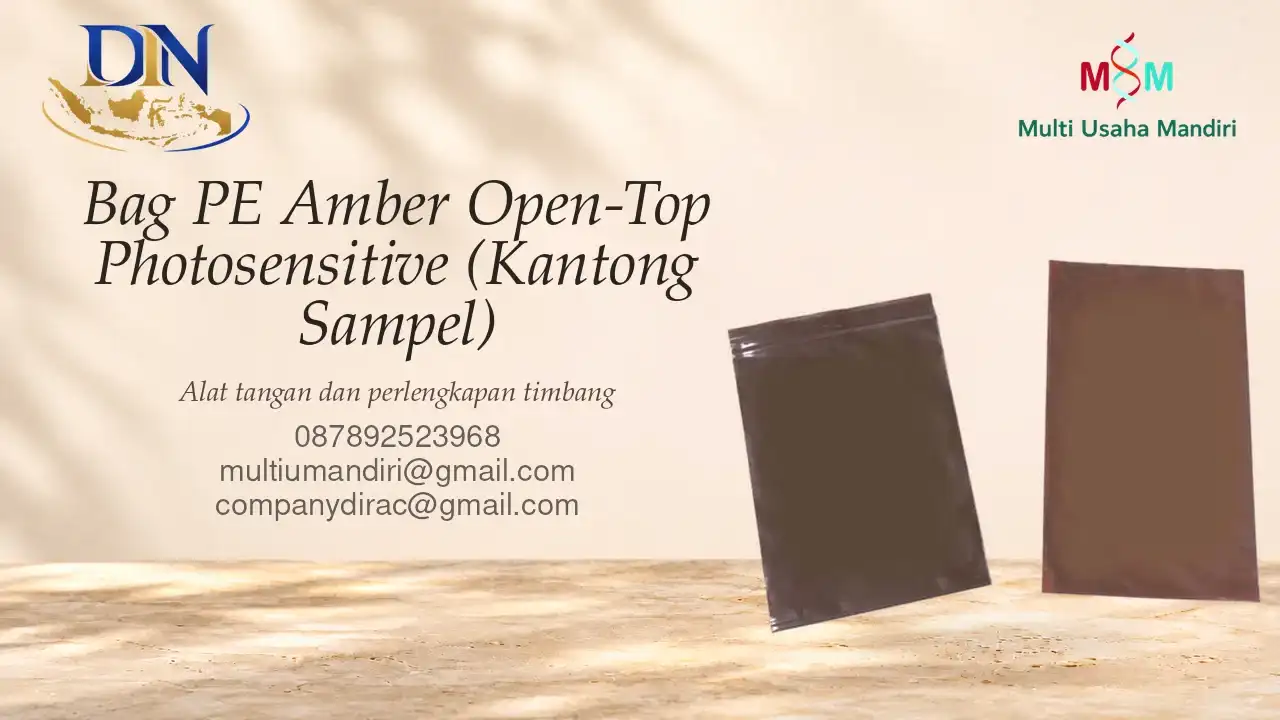 DN
M M
Multi Usaha Mandiri
Bag PE Amber Open-Top
Photosensitive (Kantong
Sampel)
Alat tangan dan perlengkapan timbang
087892523968
multiumandiri@gmail.com
companydirac@gmail.com